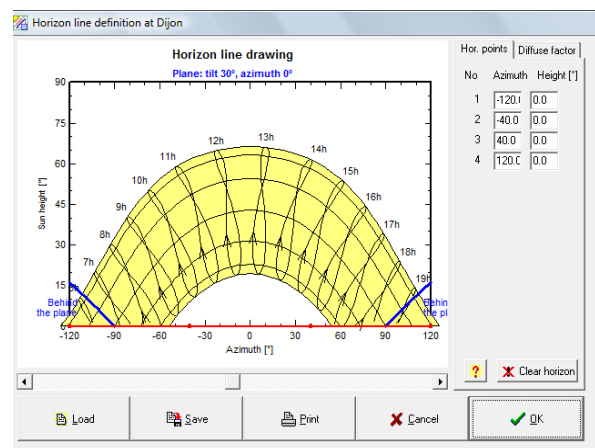 Horizon line definition at Dijon
Horizon line drawing
Plane: tilt 30°, azimuth 0°
90
75
60
45
30
15
0
Sun height [°]
7h
8h
9h
10h
11h
12h
13h
14h
15h
16h
17h
18h
19h
Behind
the plane
Behin
the pl
-120
-90
-60
-30
0
30
60
90
120
Azimuth [°]
Hor. points
Diffuse factor
No Azimuth Height [°]
1 -120.( 0.0
2 -40.0 0.0
3 40.0 0.0
4 120.0 0.0
?
Clear horizon
Load
Save
Print
Cancel
OK